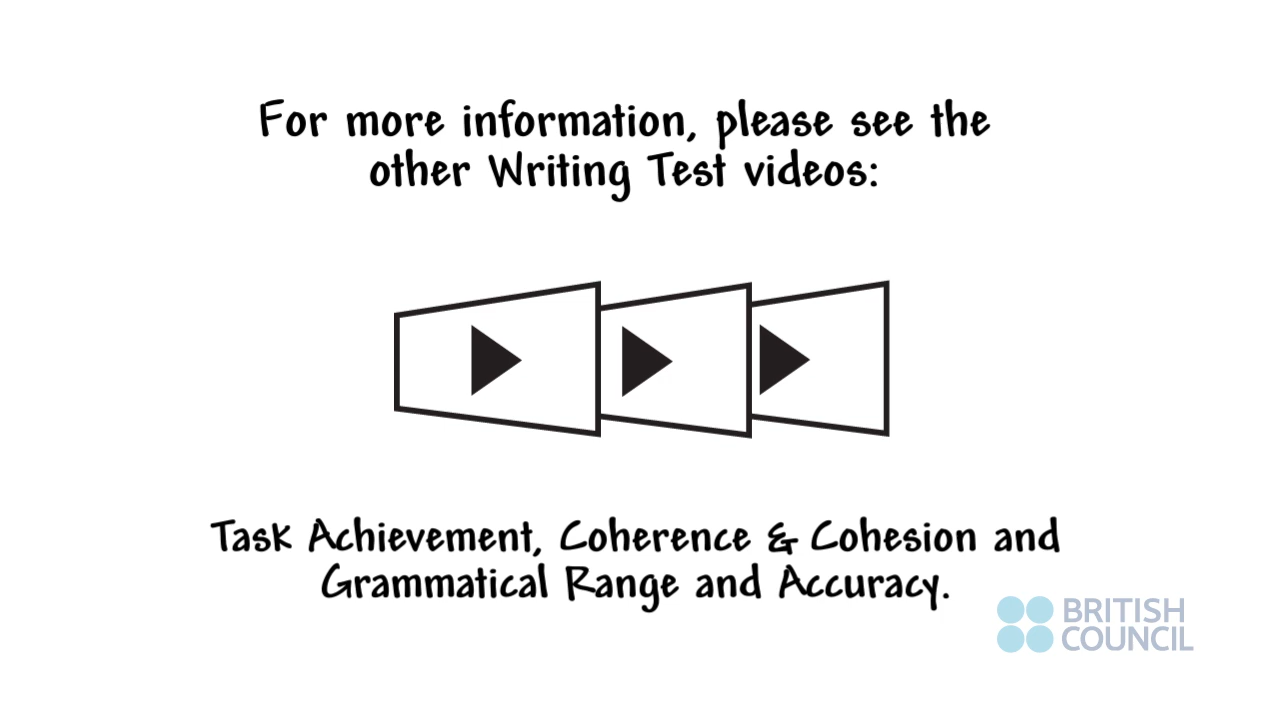 For more information, please see the
other Writing Test videos:
Task Achievement, Coherence & Cohesion and
Grammatical Range and Accuracy.
BRITISH
COUNCIL